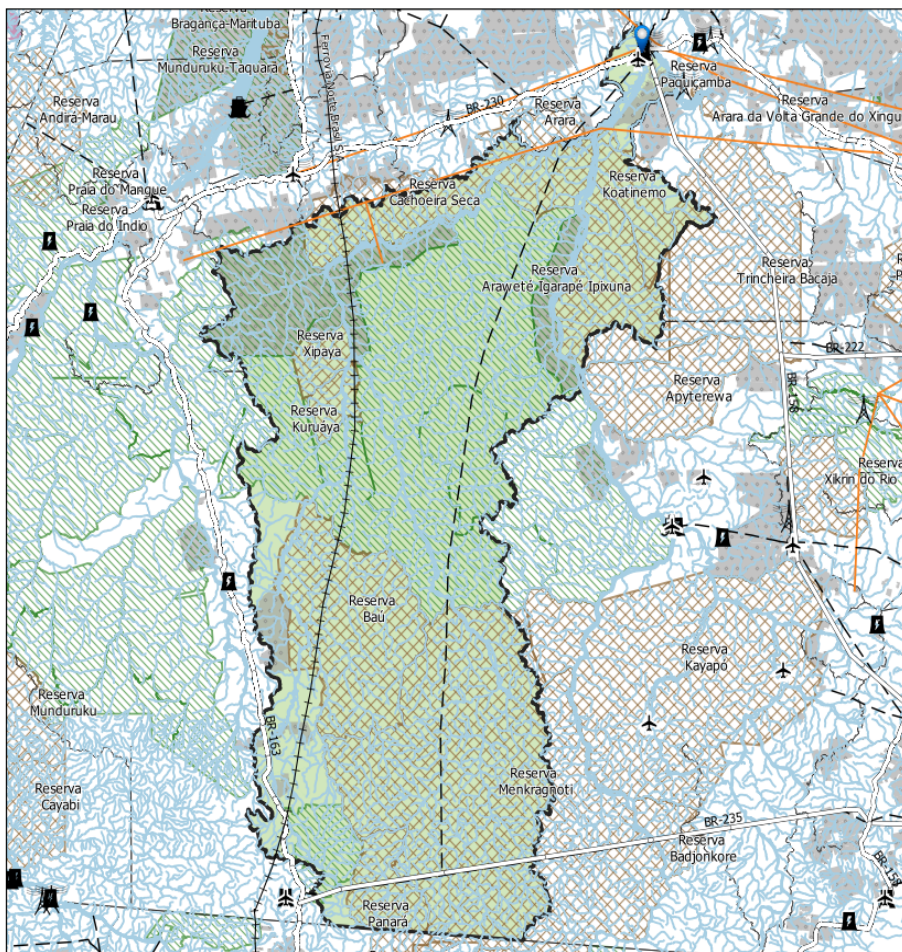 Reserva
Bragança-Marituba
Reserva
Munduruku-Taquara
Ferrovia Norte Brasil S.A.
Reserva
Paquiçamba
Reserva
Andirá-Marau
BR-230
Reserva
Arara
Reserva
Arara da Volta Grande do Xingu
Reserva
Praia do Mangue
Reserva
Praia do Índio
Reserva
Cachoeira Seca
Reserva
Koatinemo
Reserva
Araweté Igarapé Ipixuna
Reserva
Trincheira Bacaja
Reserva
Xipaya
BR-222
Reserva
Apyterewa
BR-158
Reserva
Kuruáya
Reserva
Xikrin do Rio
Reserva
Baú
Reserva
Kayapó
Reserva
Munduruku
BR-163
Reserva
Menkragnoti
Reserva
Cayabi
BR-235
Reserva
Badjonkore
BR-158
Reserva
Panará